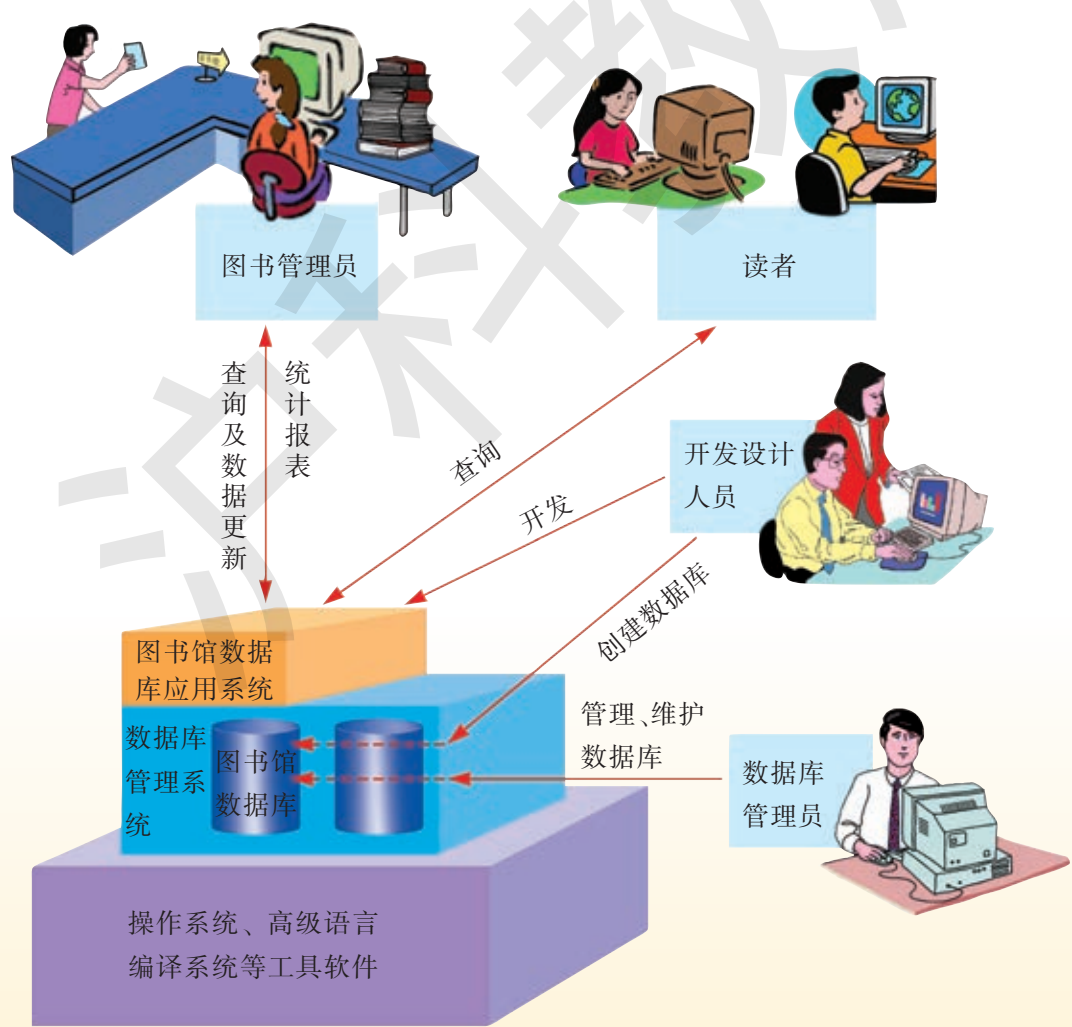 图书管理员
读者
查询及数据更新
统计报表
查询
开发设计
人员
开发
创建数据库
图书馆数据
库应用系统
数据库
管理系
统
图书馆
数据库
管理、维护
数据库
数据库
管理员
操作系统、高级语言
编译系统等工具软件
沪科教